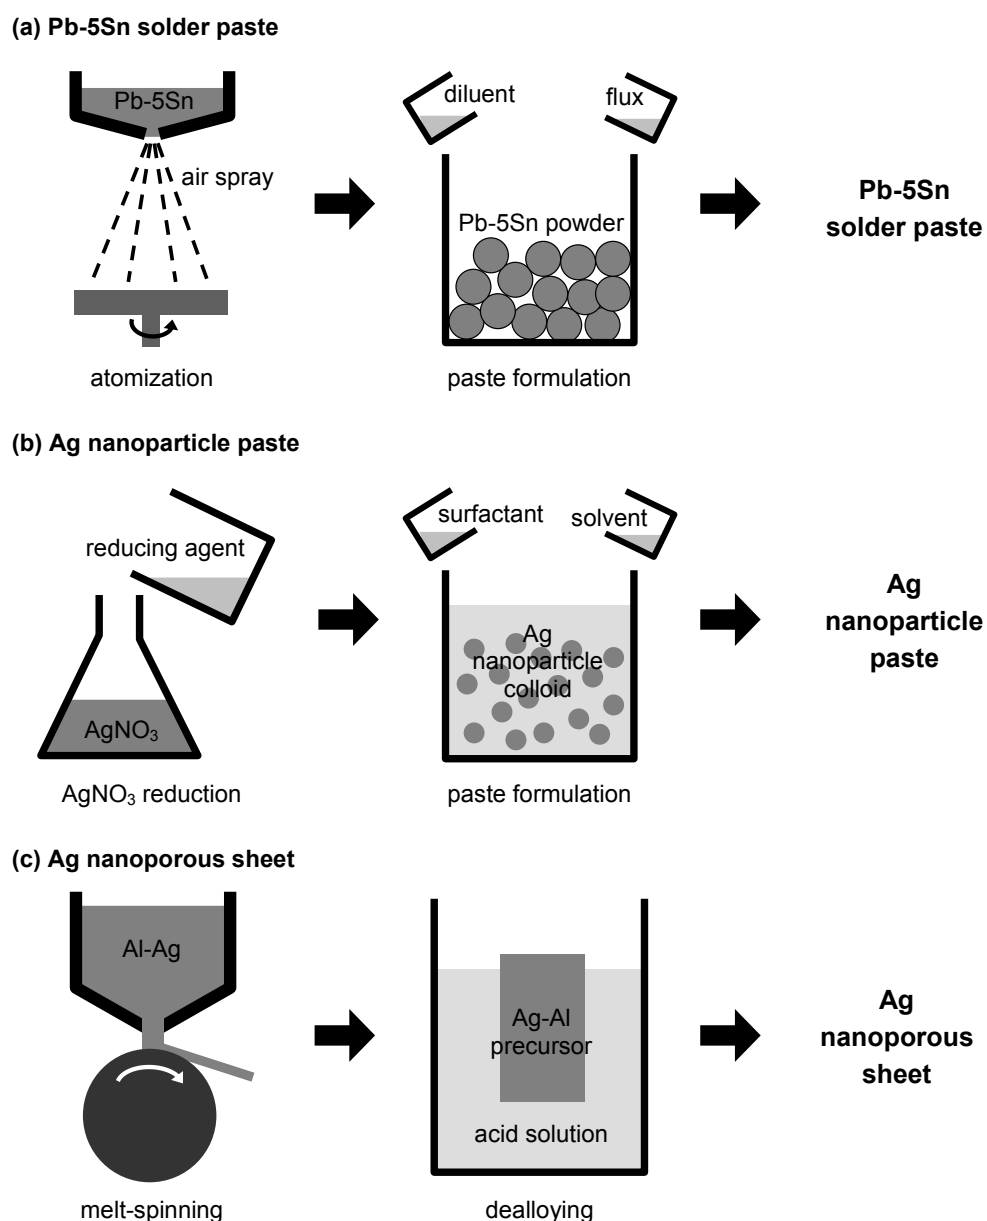 (a) Pb-5Sn solder paste
Pb-5Sn
air spray
atomization
diluent
flux
Pb-5Sn powder
paste formulation
Pb-5Sn
solder paste
(b) Ag nanoparticle paste
reducing agent
AgNO₃
AgNO₃ reduction
surfactant
solvent
Ag
nanoparticle
colloid
paste formulation
Ag
nanoparticle
paste
(c) Ag nanoporous sheet
Al-Ag
melt-spinning
Ag-Al
precursor
acid solution
dealloying
Ag
nanoporous
sheet